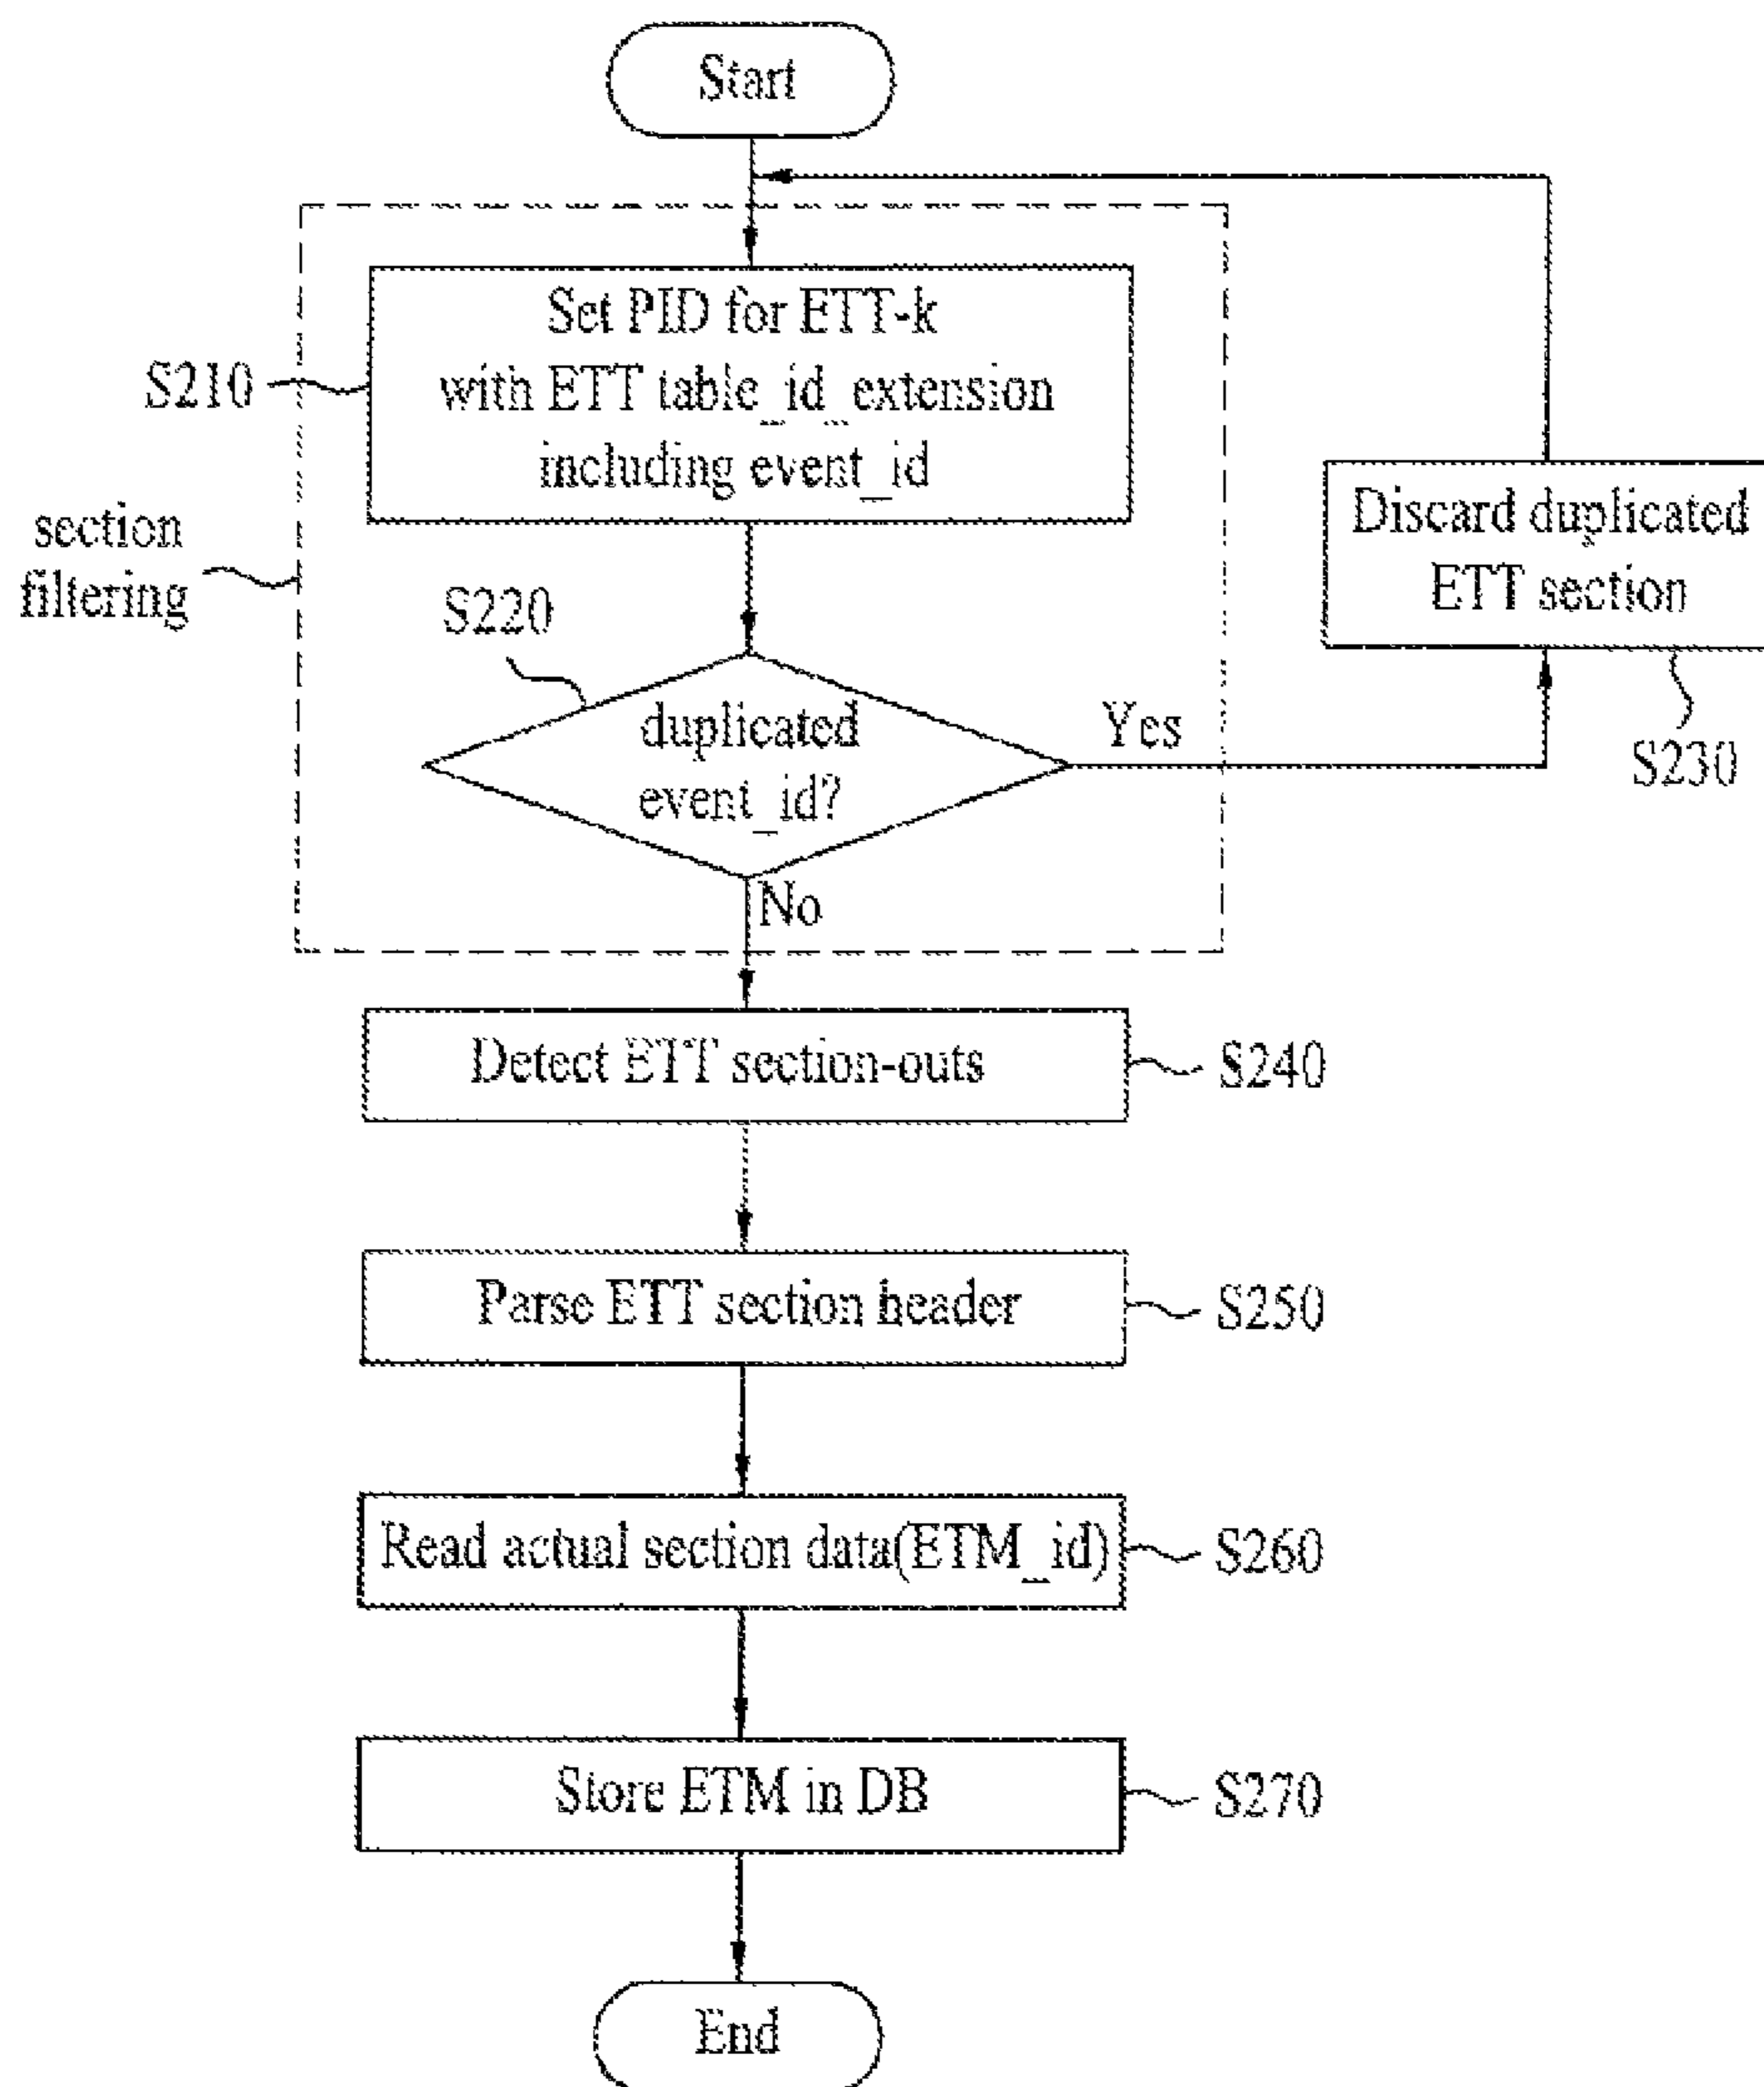 Start
Set PID for ETT-k
with ETT table_id_extension
including event_id
S210
section
filtering
Discard duplicated
ETT section
S230
S220
duplicated
event_id?
Yes
No
Detect ETT section-outs
S240
Parse ETT section header
S250
Read actual section data(ETM_id)
S260
Store ETM in DB
S270
End